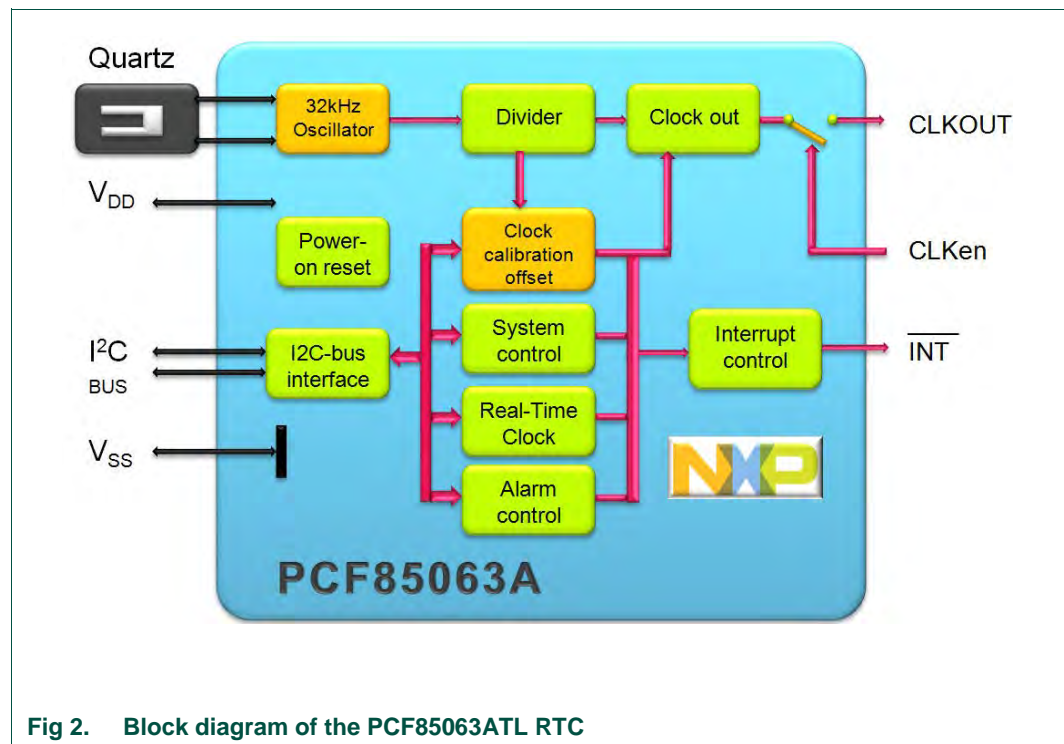 Quartz
32kHz
Oscillator
Divider
Clock out
CLKOUT
V_DD
Power-
on reset
Clock
calibration
offset
CLKen
I²C
BUS
I2C-bus
interface
System
control
Interrupt
control
INT
Real-Time
Clock
V_SS
Alarm
control
NXP
PCF85063A
Fig 2. Block diagram of the PCF85063ATL RTC